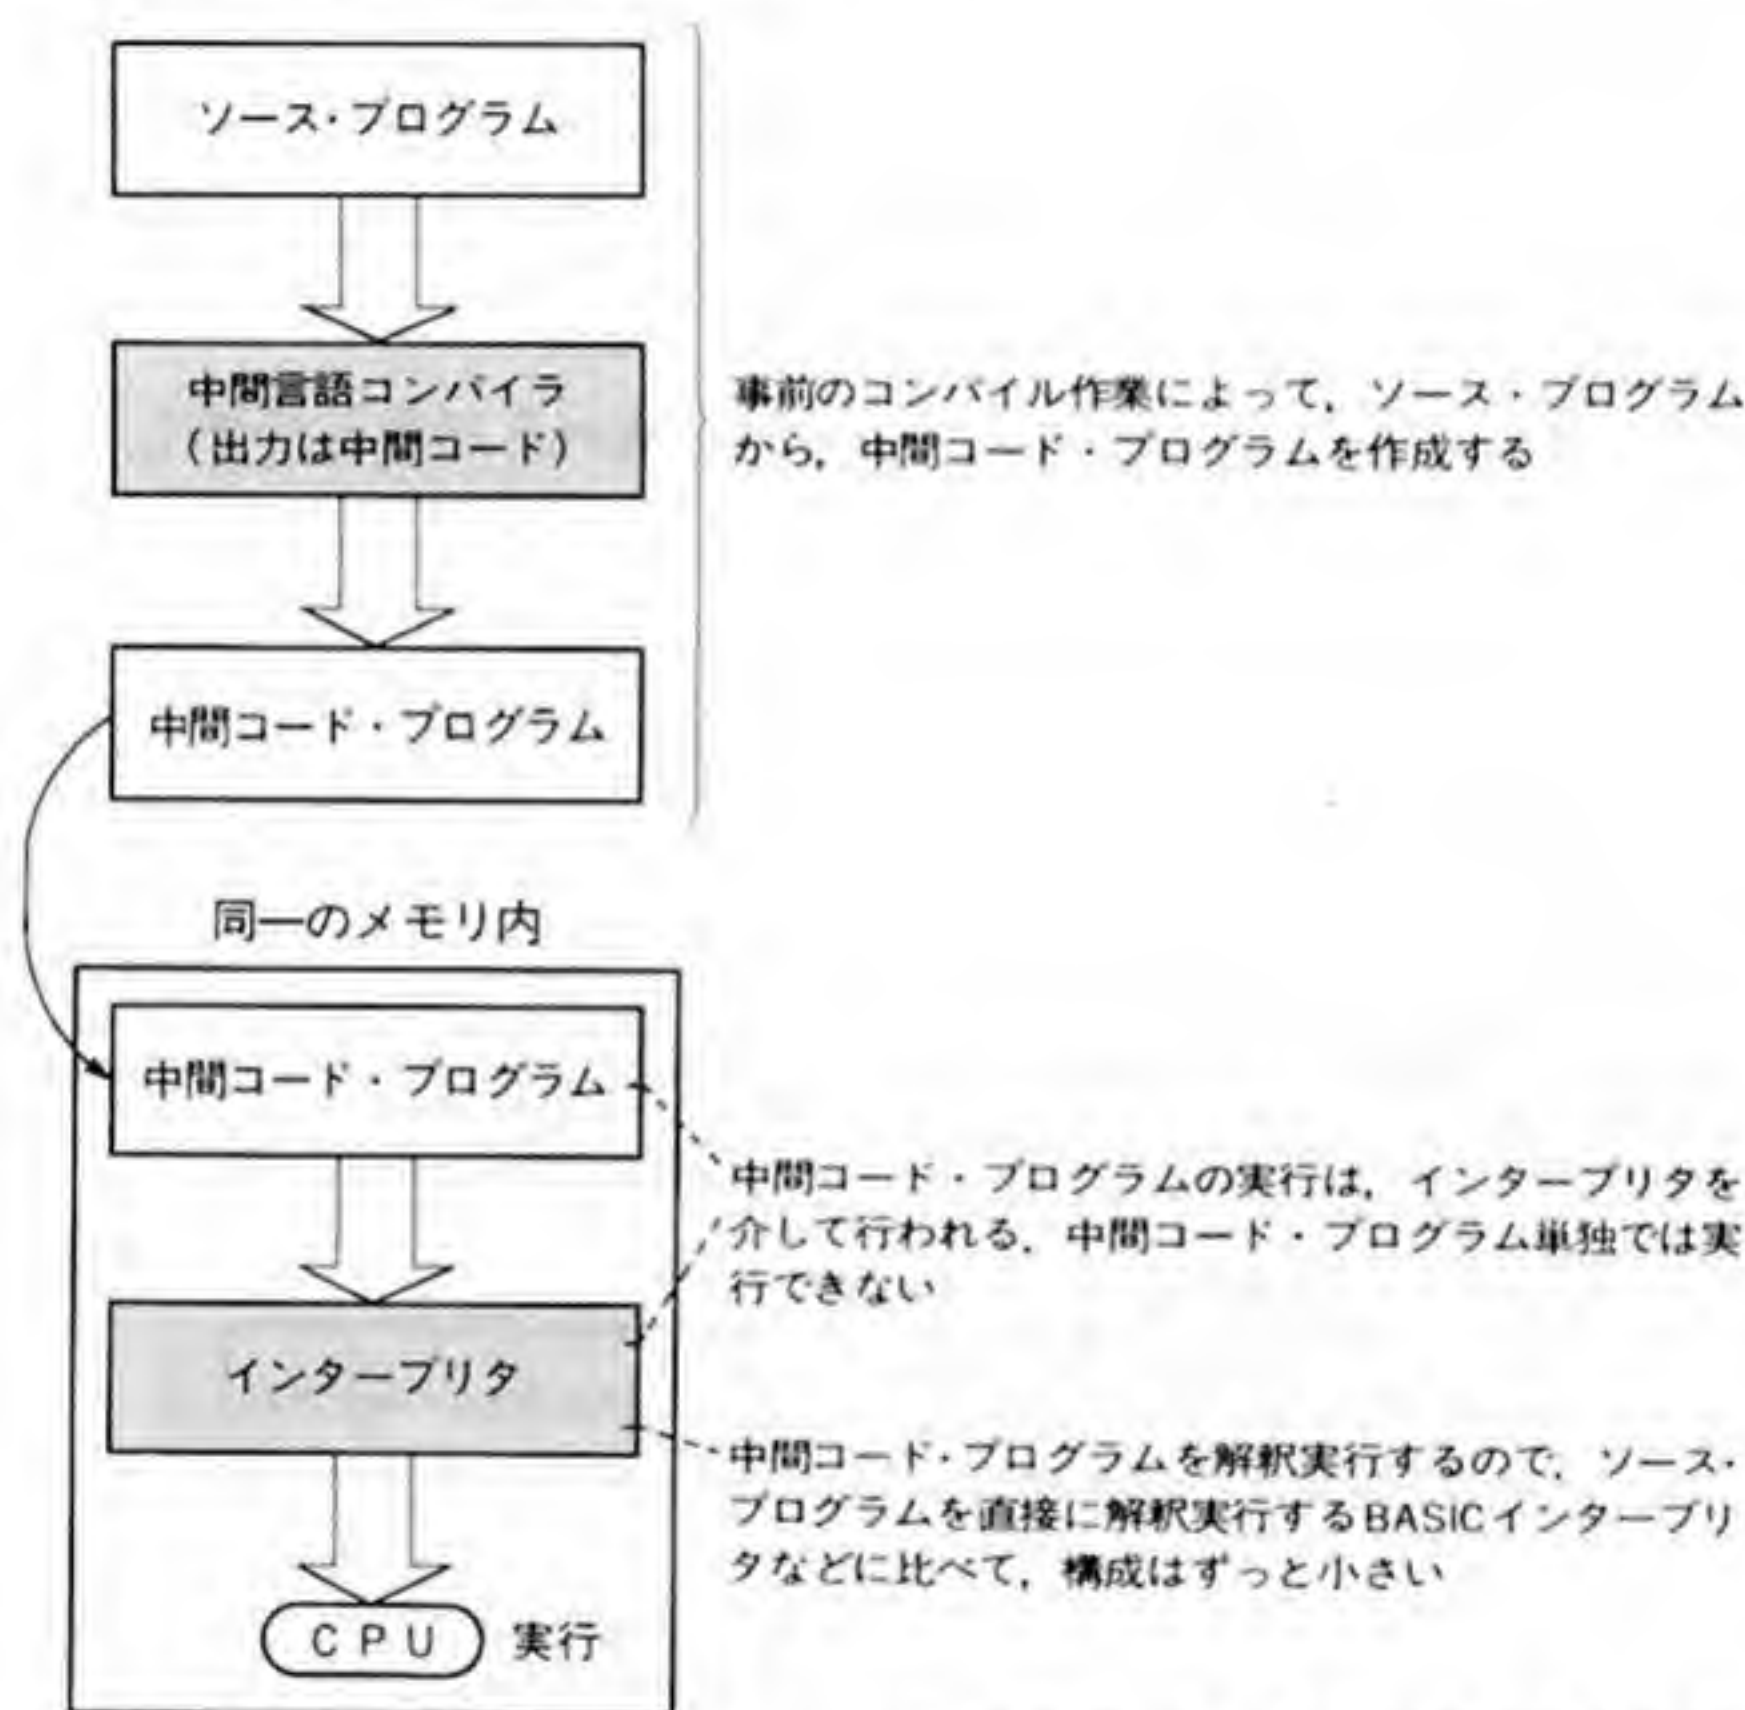 ソース・プログラム
中間言語コンパイラ
(出力は中間コード)
事前のコンパイル作業によって，ソース・プログラム
から，中間コード・プログラムを作成する
中間コード・プログラム
同一のメモリ内
中間コード・プログラム
中間コード・プログラムの実行は，インタープリタを
介して行われる．中間コード・プログラム単独では実
行できない
インタープリタ
中間コード・プログラムを解釈実行するので，ソース・
プログラムを直接に解釈実行するBASICインタープリ
タなどに比べて，構成はずっと小さい
CPU 実行